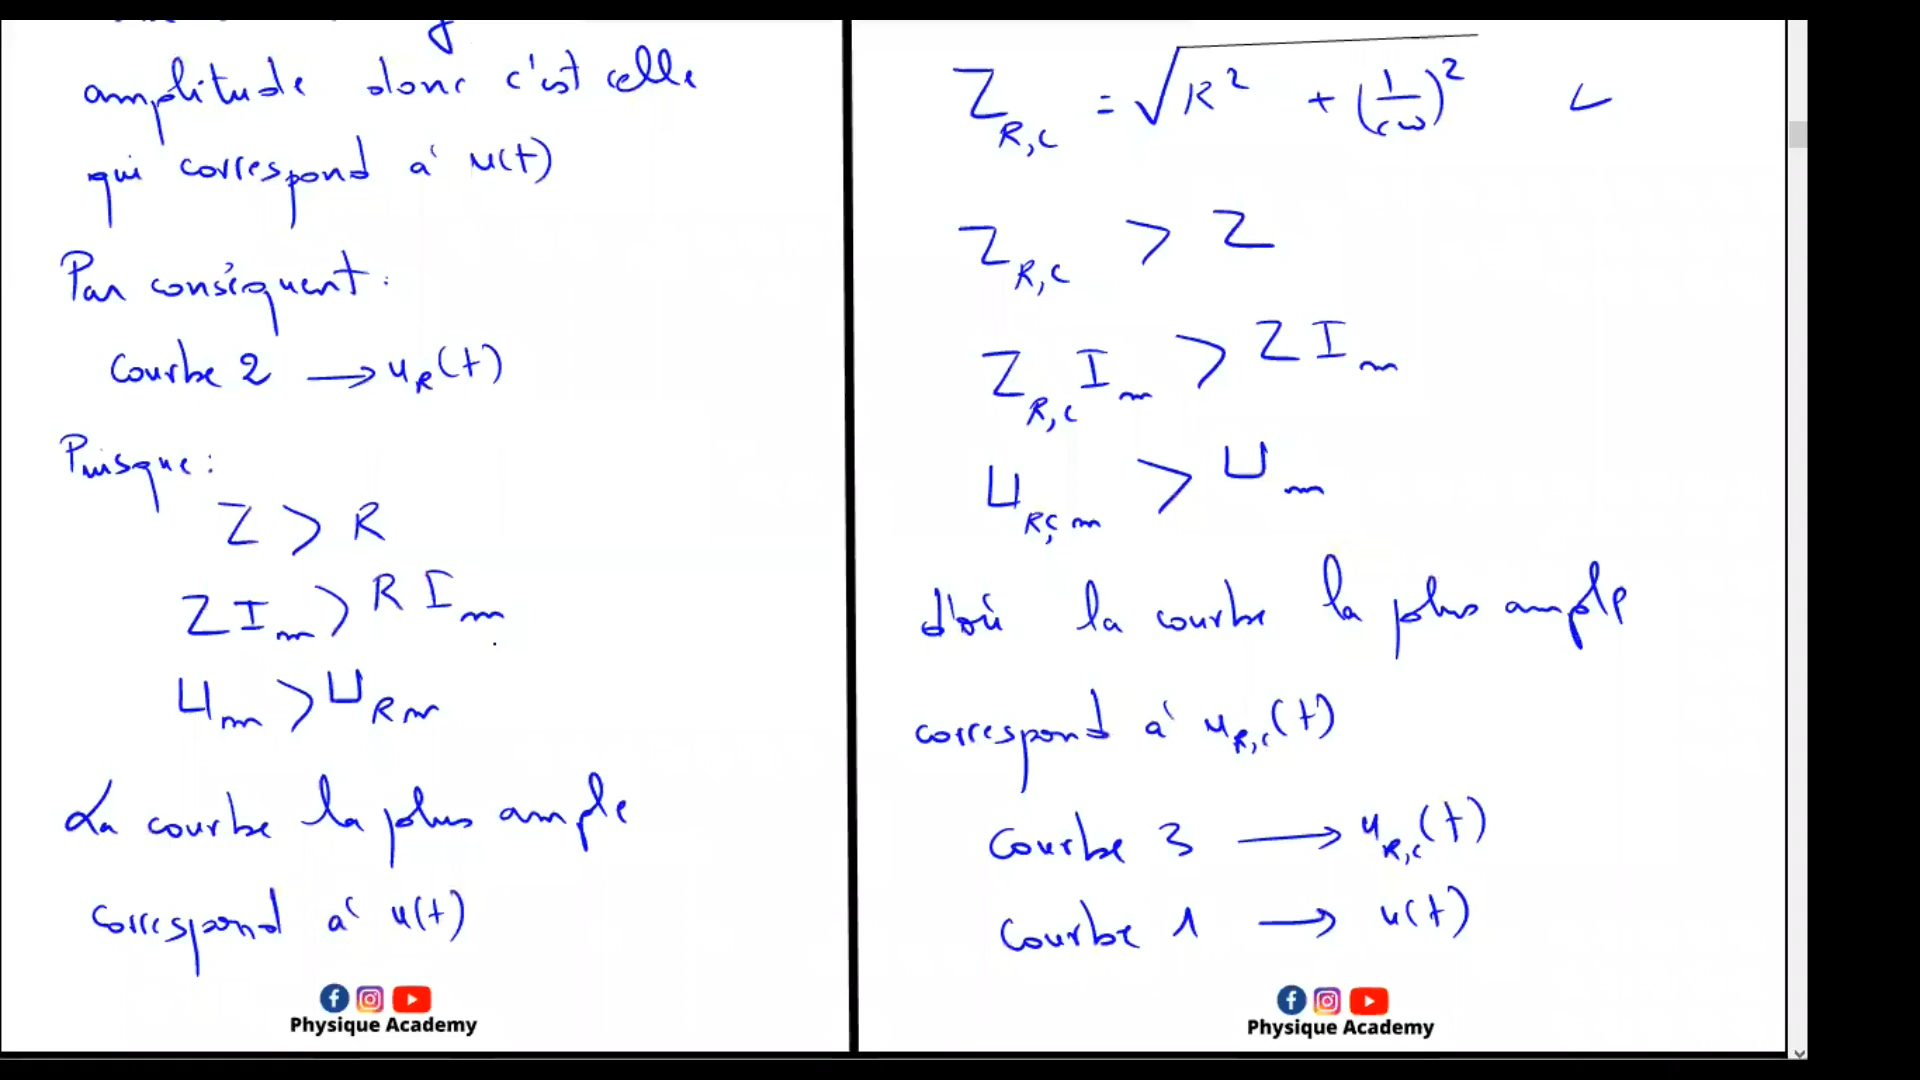 amplitude donc c'est celle
qui correspond à u(t)
Par conséquent:
Courbe 2 → u_R(t)
Puisque:
Z > R
Z I_m > R I_m
U_m > U_Rm
La courbe la plus ample
correspond à u(t)
Physique Academy
Z_R,C = √(R² + (1/(cω))²)
Z_R,C > Z
Z_R,C I_m > Z I_m
U_RC,m > U_m
d'où la courbe la plus ample
correspond à u_R,C(t)
Courbe 3 → u_R,C(t)
Courbe 1 → u(t)
Physique Academy